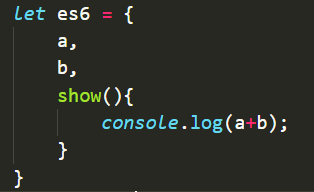 let es6 = {
    a,
    b,
    show(){
        console.log(a+b);
    }
}